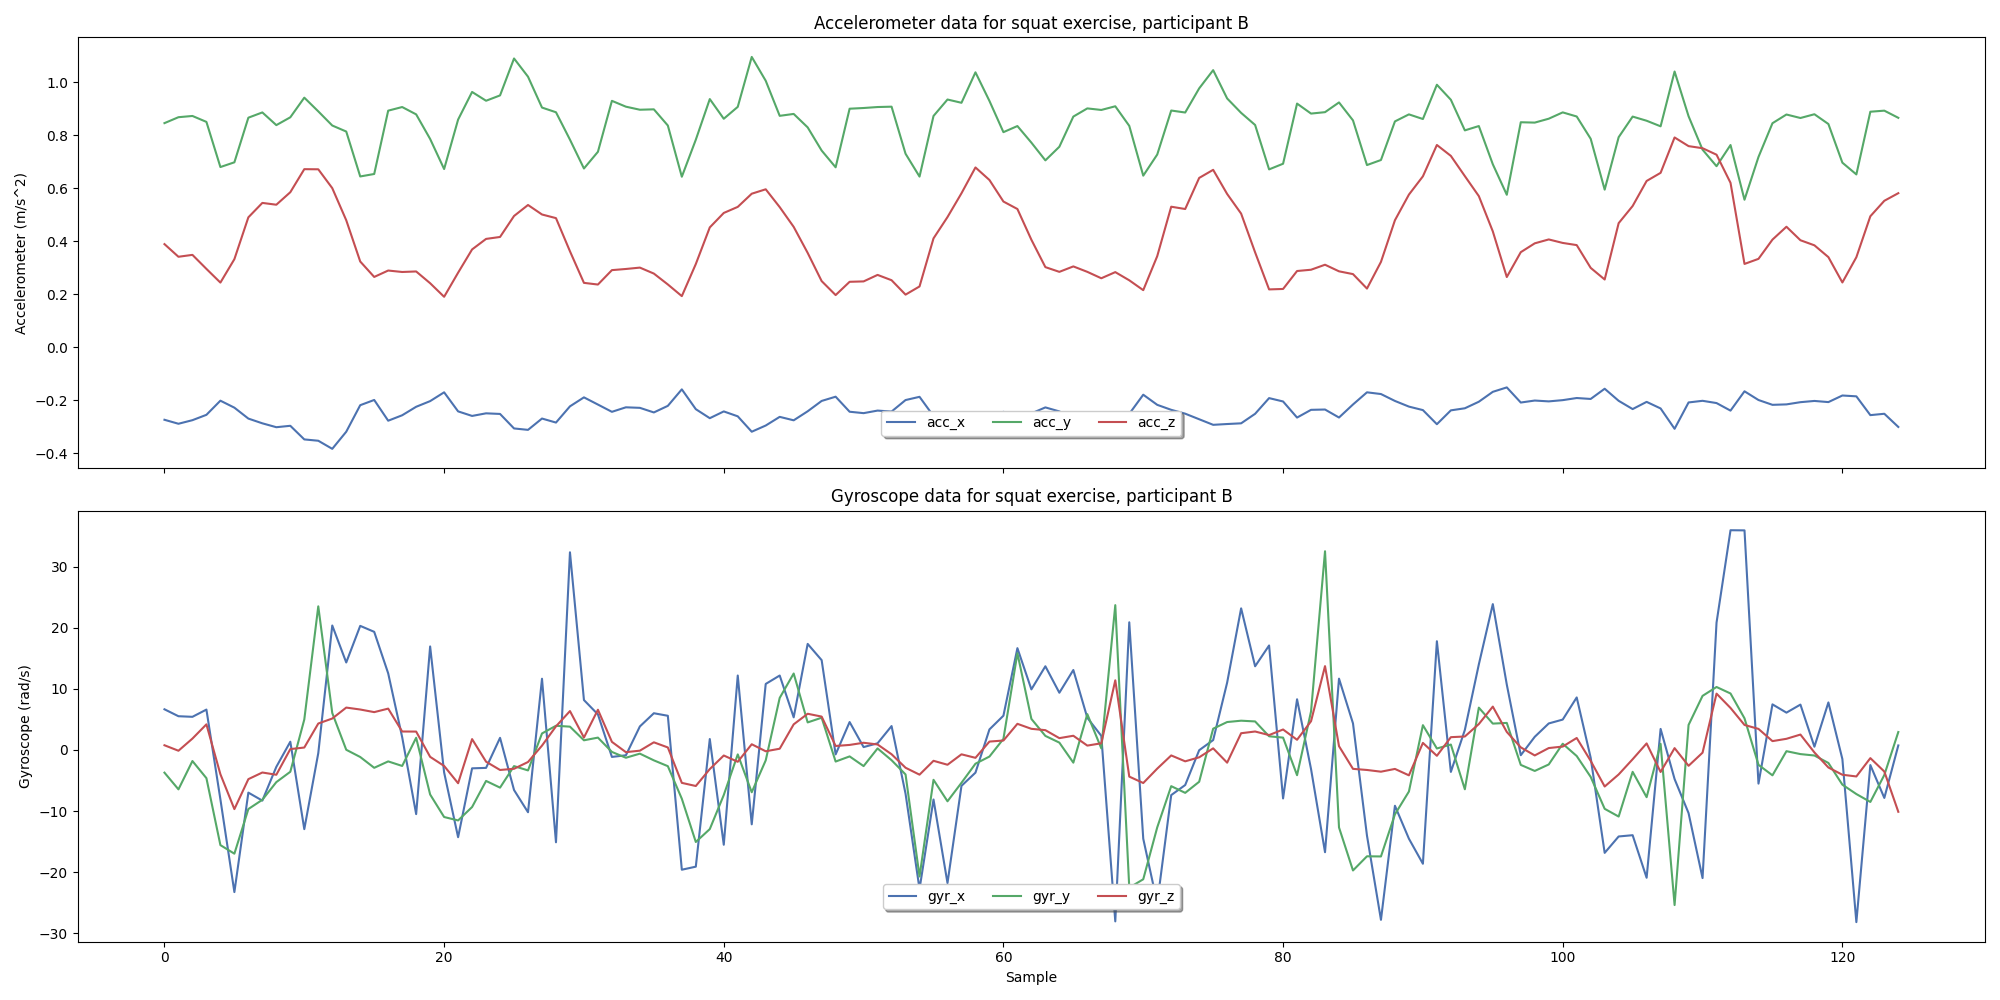 Accelerometer data for squat exercise, participant B
Accelerometer (m/s^2)
1.0
0.8
0.6
0.4
0.2
0.0
−0.2
−0.4
acc_x acc_y acc_z
Gyroscope data for squat exercise, participant B
Gyroscope (rad/s)
30
20
10
0
−10
−20
−30
gyr_x gyr_y gyr_z
0 20 40 60 80 100 120
Sample